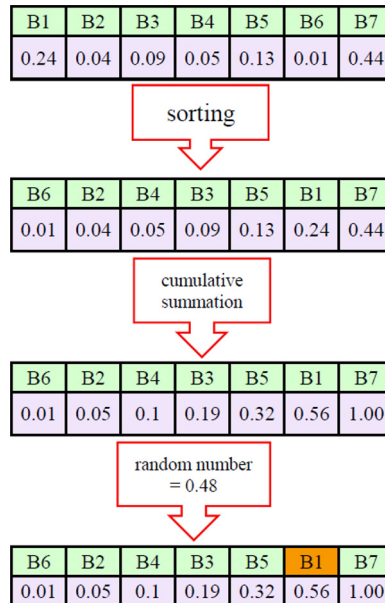 B1 B2 B3 B4 B5 B6 B7
0.24 0.04 0.09 0.05 0.13 0.01 0.44
sorting
B6 B2 B4 B3 B5 B1 B7
0.01 0.04 0.05 0.09 0.13 0.24 0.44
cumulative
summation
B6 B2 B4 B3 B5 B1 B7
0.01 0.05 0.1 0.19 0.32 0.56 1.00
random number
= 0.48
B6 B2 B4 B3 B5 B1 B7
0.01 0.05 0.1 0.19 0.32 0.56 1.00